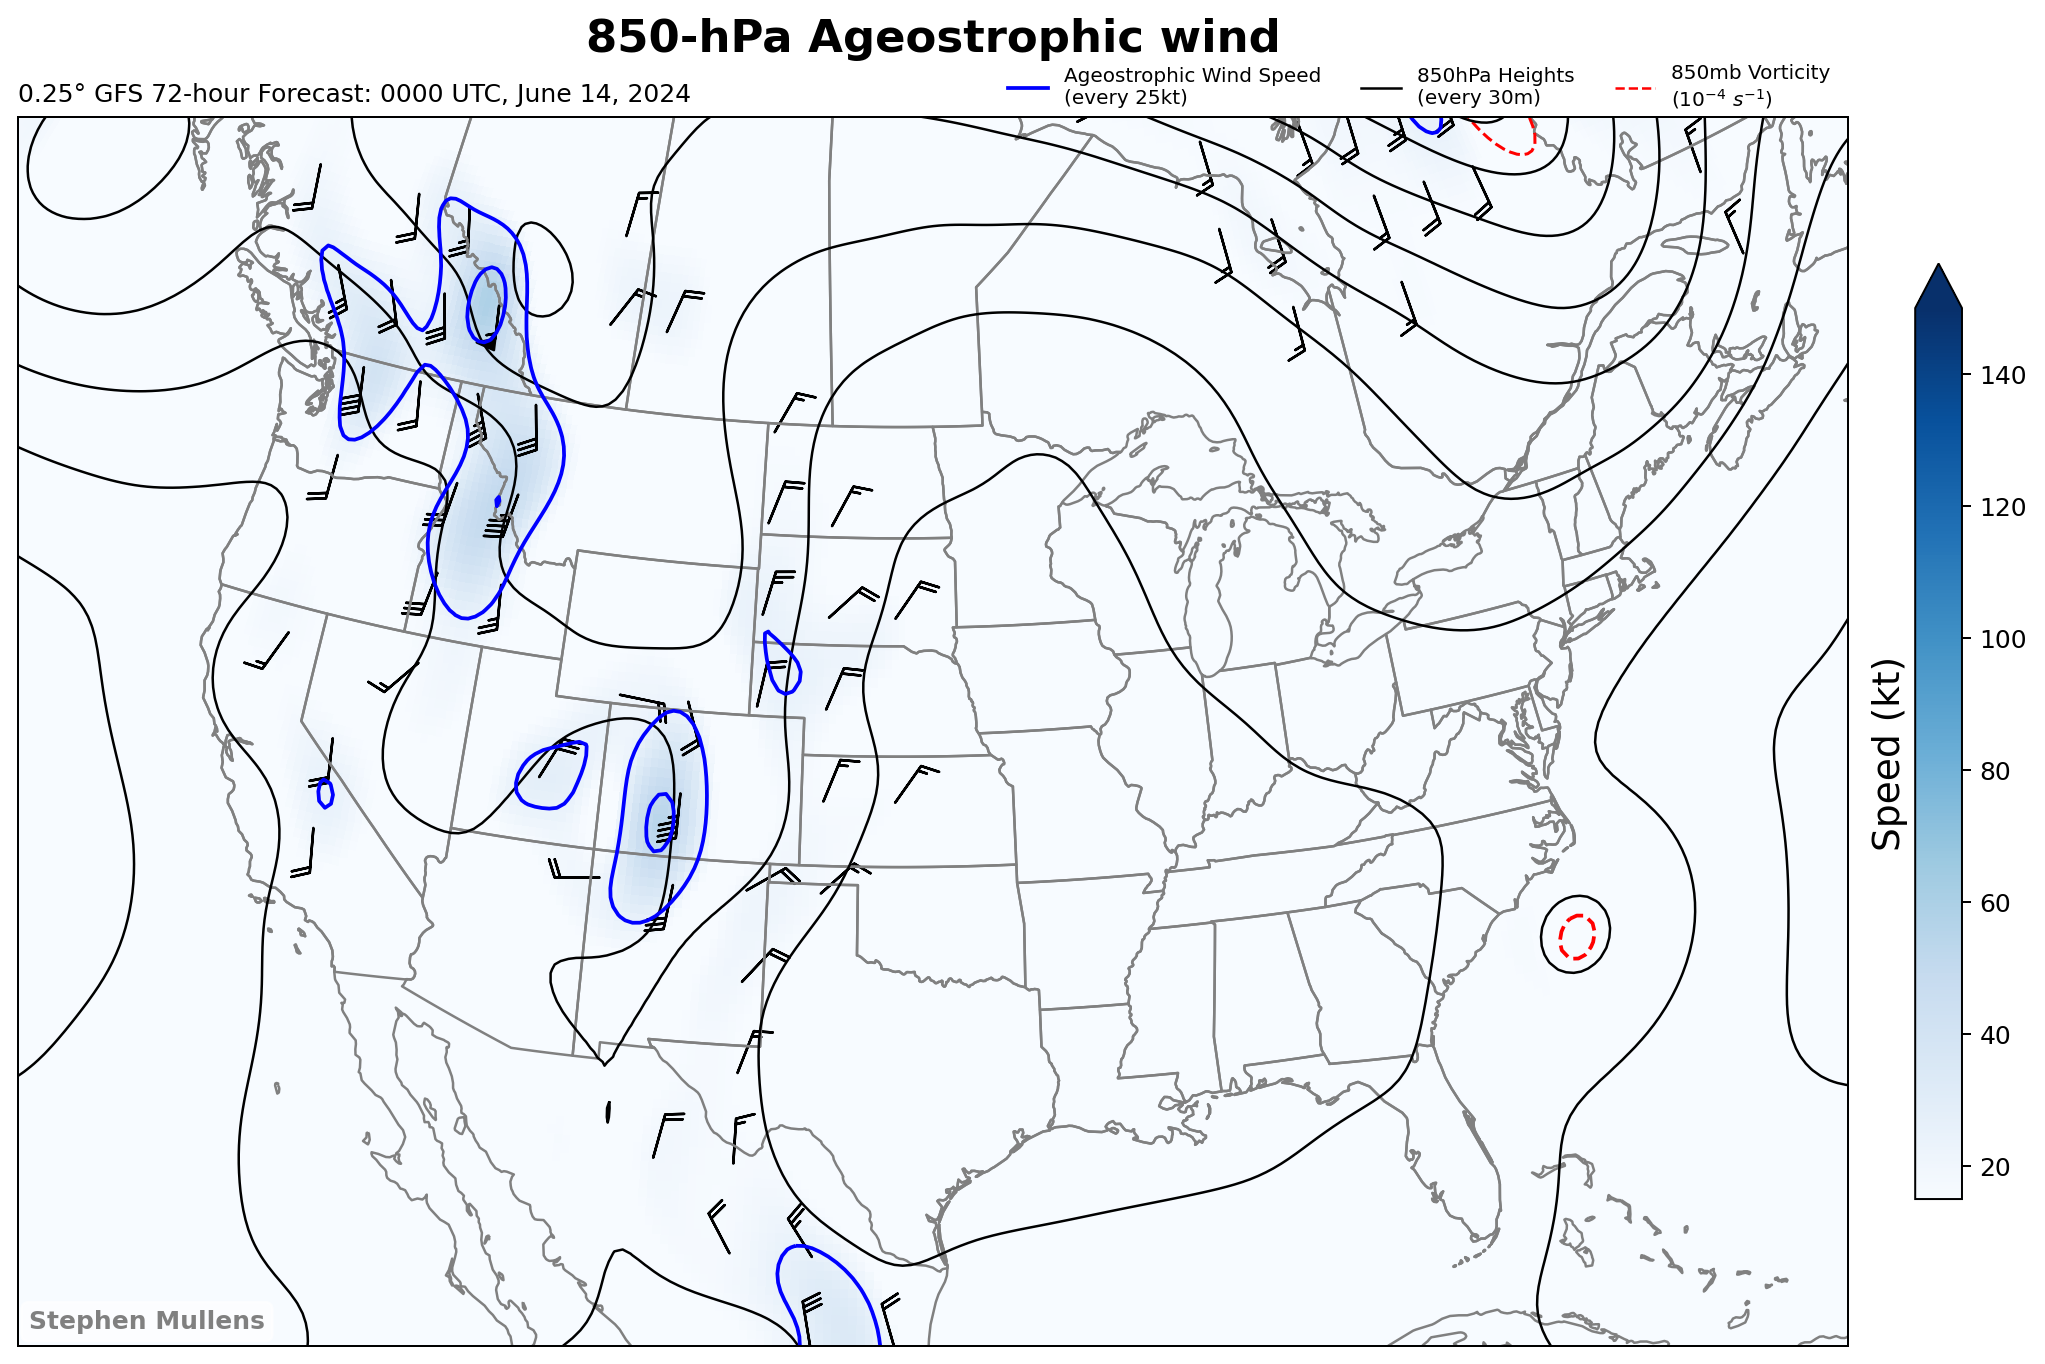 850-hPa Ageostrophic wind
0.25° GFS 72-hour Forecast: 0000 UTC, June 14, 2024
Ageostrophic Wind Speed
(every 25kt)
850hPa Heights
(every 30m)
850mb Vorticity
(10⁻⁴ s⁻¹)
140
120
100
80
60
40
20
Speed (kt)
Stephen Mullens